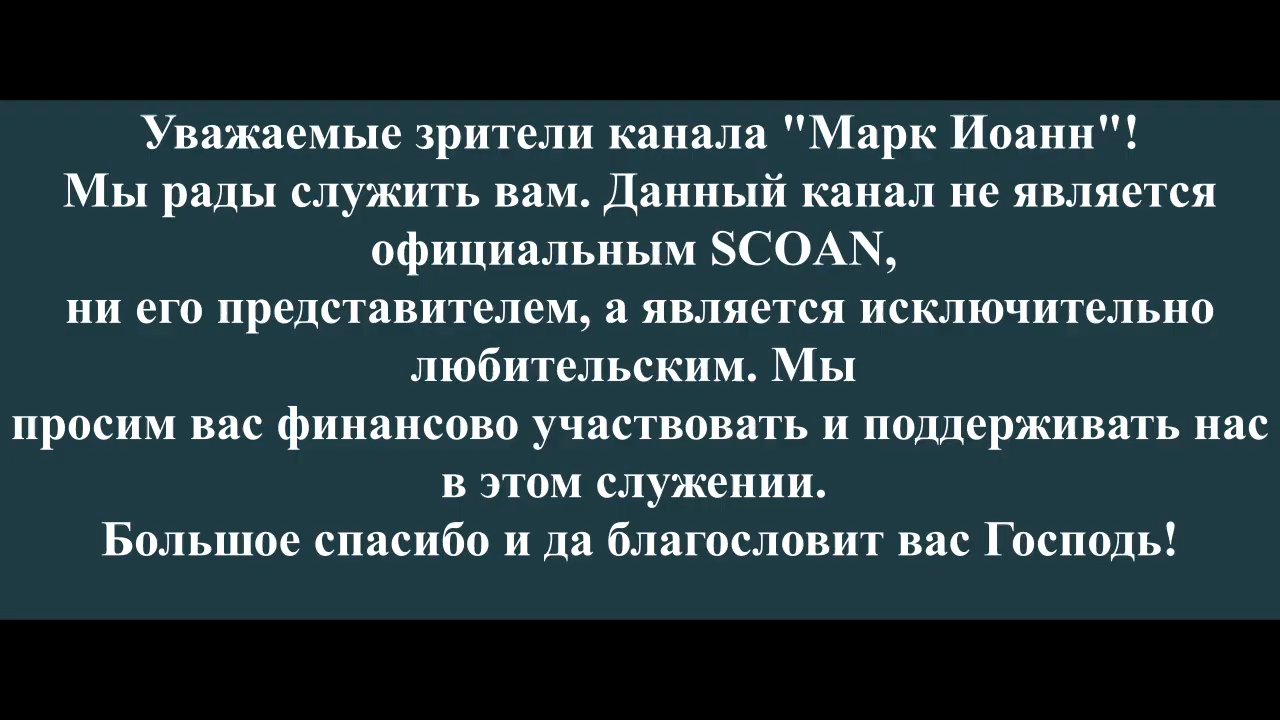 Уважаемые зрители канала "Марк Иоанн"!
Мы рады служить вам. Данный канал не является
официальным SCOAN,
ни его представителем, а является исключительно
любительским. Мы
просим вас финансово участвовать и поддерживать нас
в этом служении.
Большое спасибо и да благословит вас Господь!